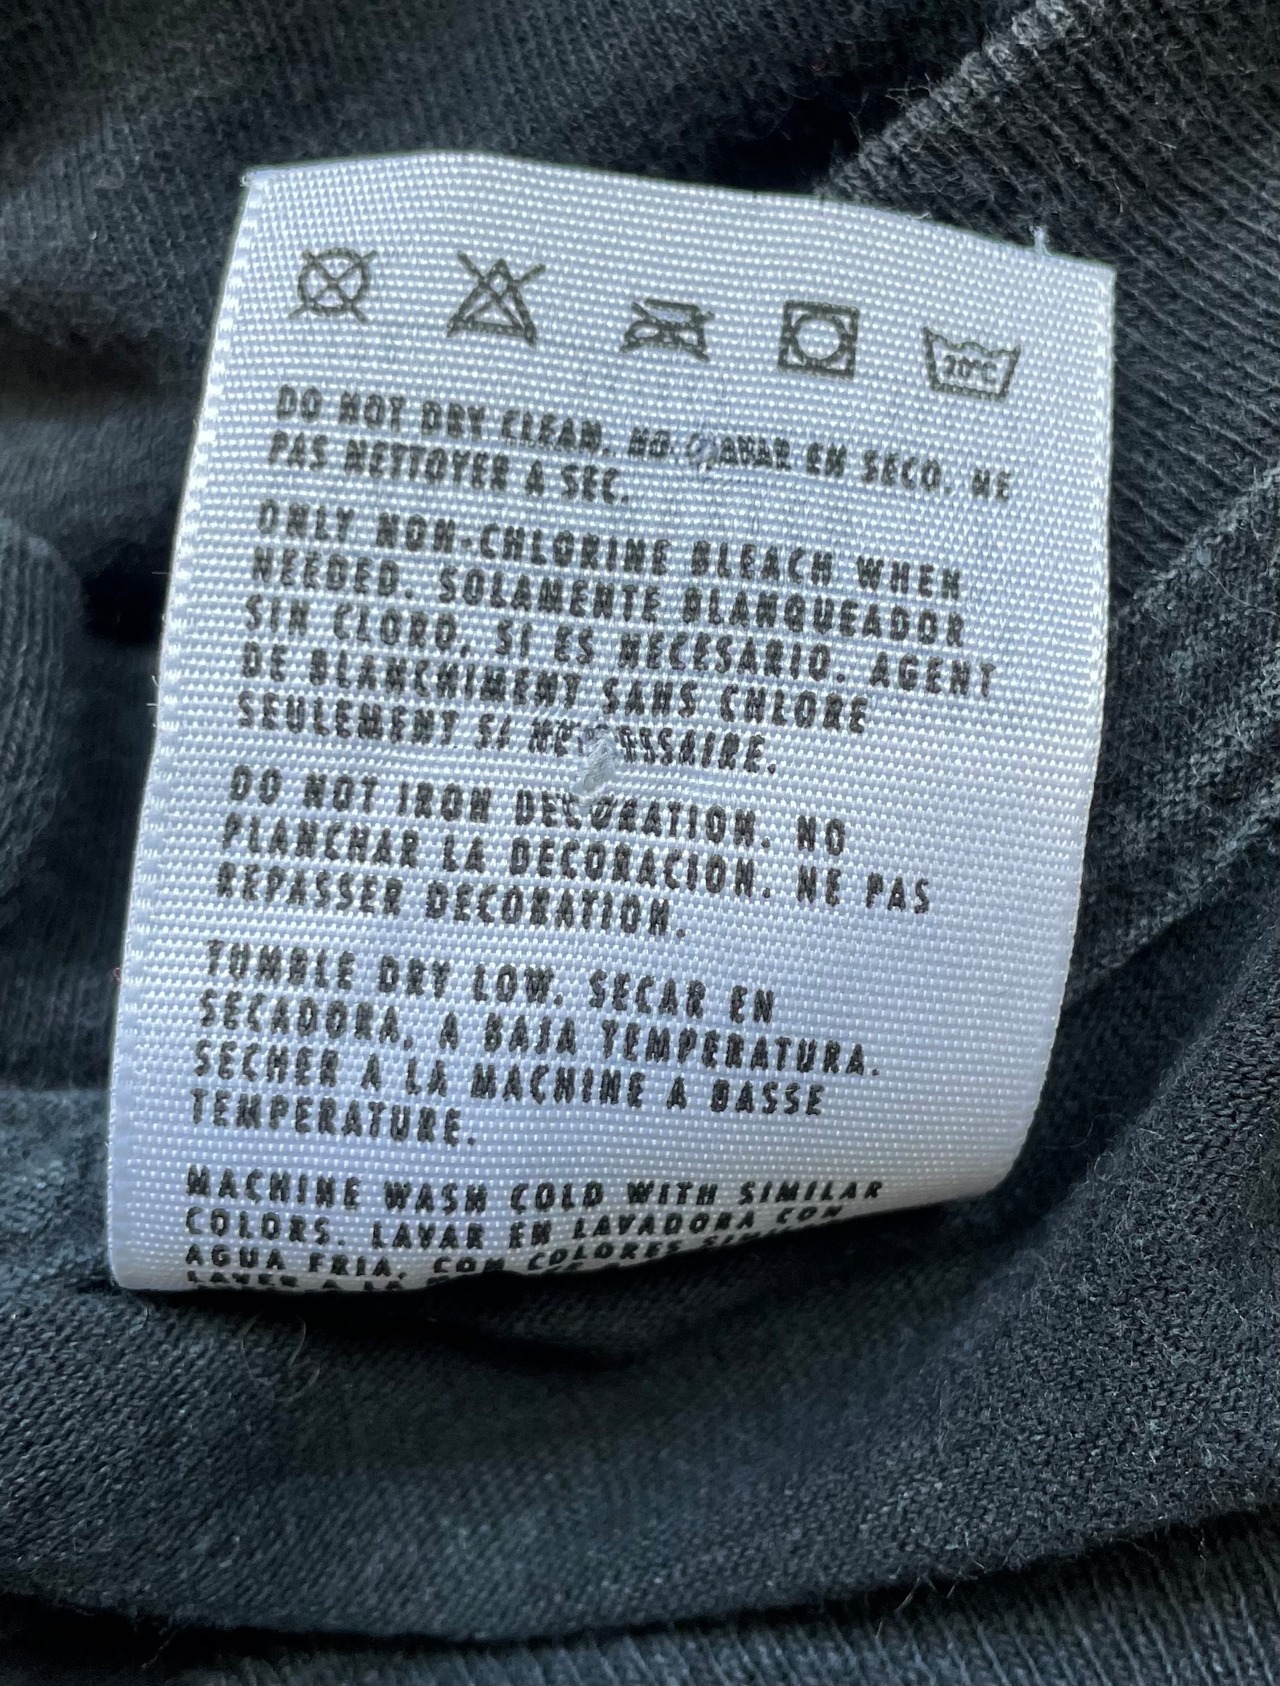 20°C
DO NOT DRY CLEAN. NO LAVAR EN SECO. NE
PAS NETTOYER A SEC.
ONLY NON-CHLORINE BLEACH WHEN
NEEDED. SOLAMENTE BLANQUEADOR
SIN CLORO, SI ES NECESARIO. AGENT
DE BLANCHIMENT SANS CHLORE
SEULEMENT SI NECESSAIRE.
DO NOT IRON DECORATION. NO
PLANCHAR LA DECORACION. NE PAS
REPASSER DECORATION.
TUMBLE DRY LOW. SECAR EN
SECADORA, A BAJA TEMPERATURA.
SECHER A LA MACHINE A BASSE
TEMPERATURE.
MACHINE WASH COLD WITH SIMILAR
COLORS. LAVAR EN LAVADORA CON
AGUA FRIA, CON COLORES
LAVER A LA